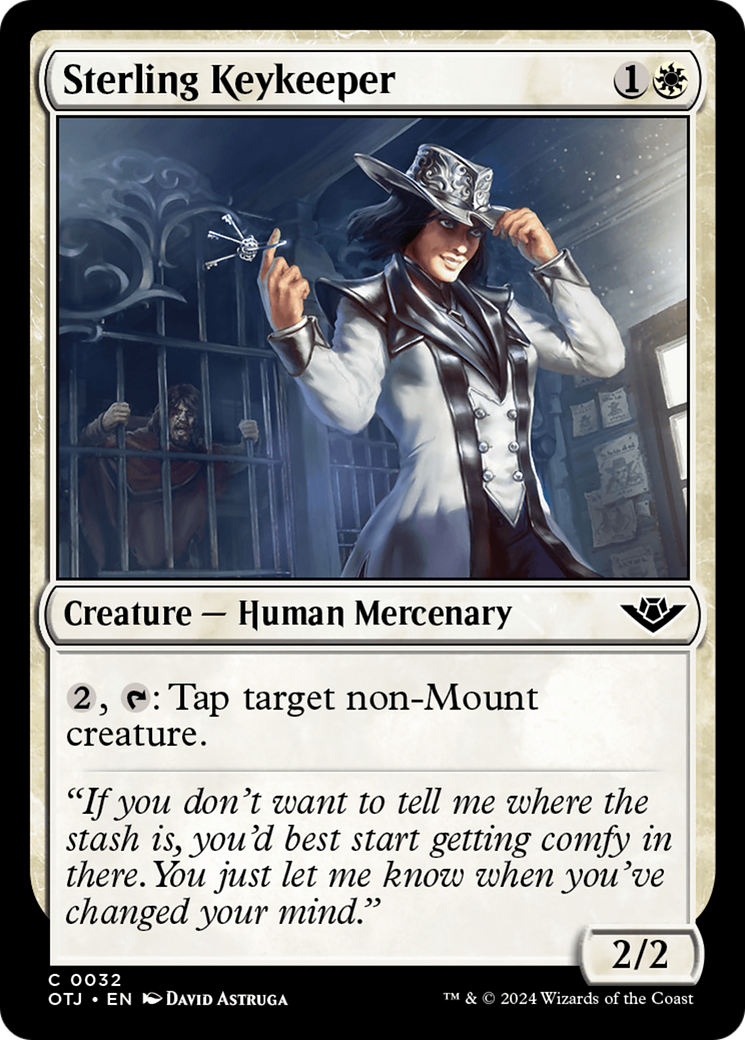 Sterling Keykeeper 1
Creature — Human Mercenary
2, : Tap target non-Mount
creature.
“If you don’t want to tell me where the
stash is, you’d best start getting comfy in
there. You just let me know when you’ve
changed your mind.”
2/2
C 0032
OTJ • EN David Astruga
™ & © 2024 Wizards of the Coast